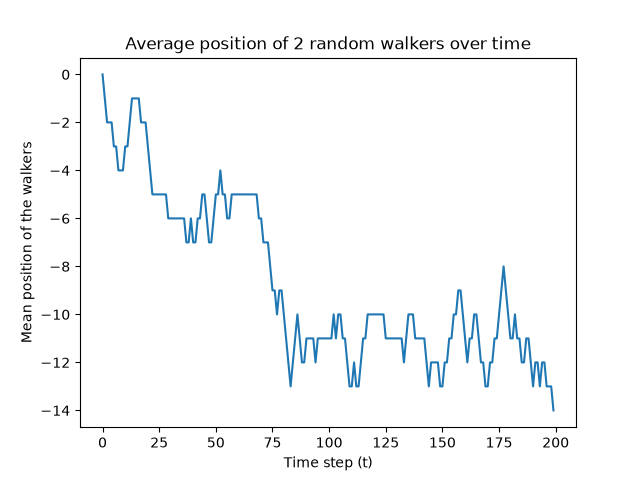 Average position of 2 random walkers over time
Mean position of the walkers
0
−2
−4
−6
−8
−10
−12
−14
0 25 50 75 100 125 150 175 200
Time step (t)